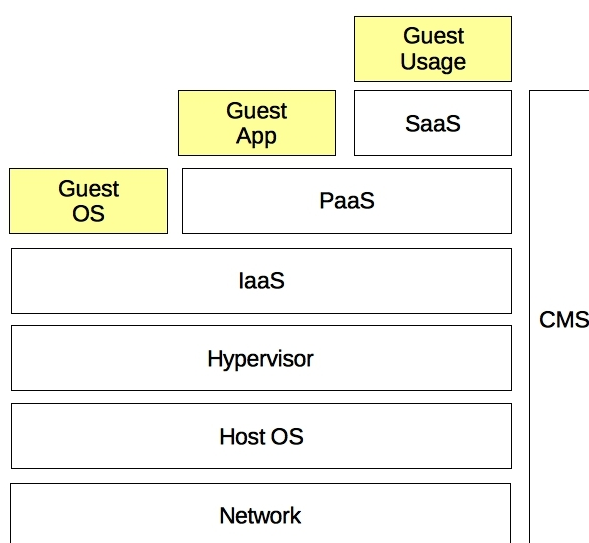 Guest
Usage
Guest
App
SaaS
Guest
OS
PaaS
IaaS
CMS
Hypervisor
Host OS
Network